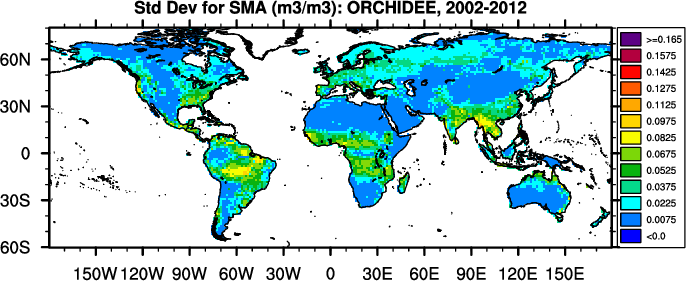 Std Dev for SMA (m3/m3): ORCHIDEE, 2002-2012
60N
30N
0
30S
60S
150W 120W 90W 60W 30W 0 30E 60E 90E 120E 150E
>=0.165
0.1575
0.1425
0.1275
0.1125
0.0975
0.0825
0.0675
0.0525
0.0375
0.0225
0.0075
<0.0